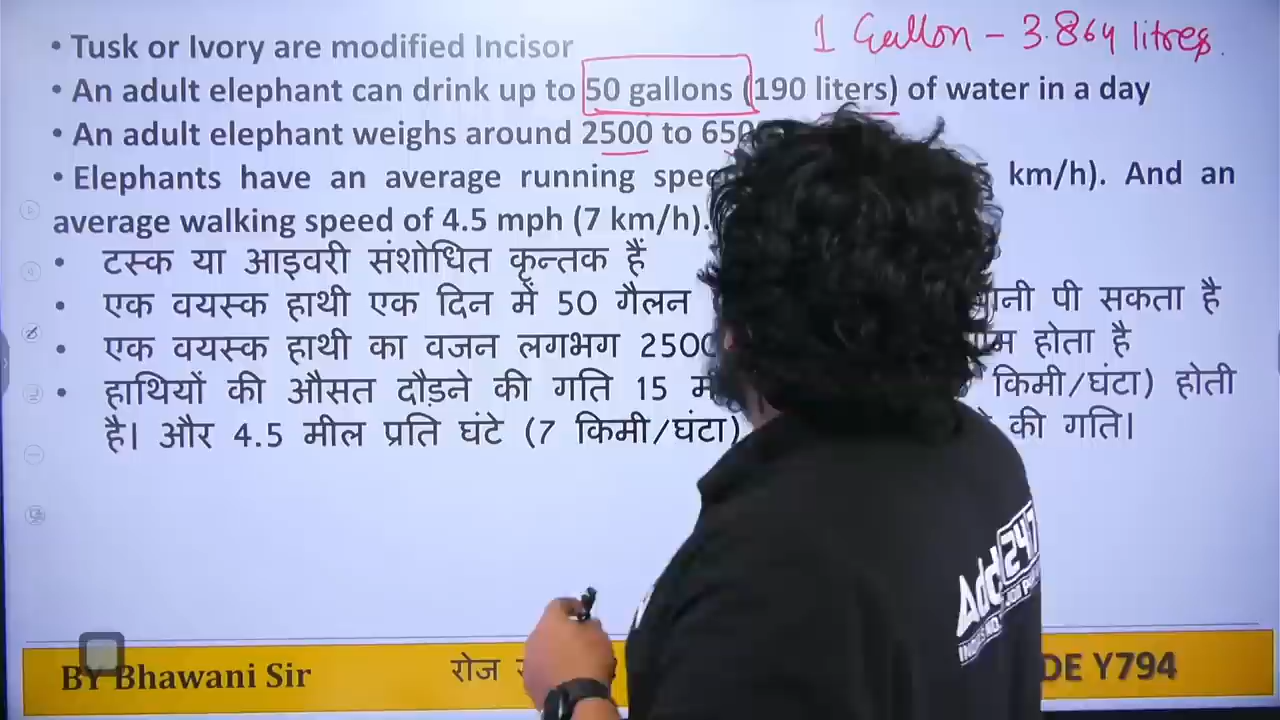 1 Gallon – 3.864 litres.
• Tusk or Ivory are modified Incisor
• An adult elephant can drink up to 50 gallons (190 liters) of water in a day
• An adult elephant weighs around 2500 to
• Elephants have an average running km/h). And an
average walking speed of 4.5 mph (7 km/h).
• टस्क या आइवरी संशोधित कृन्तक हैं
• एक वयस्क हाथी एक दिन में 50 गैलन पी सकता है
• एक वयस्क हाथी का वजन लगभग होता है
• हाथियों की औसत दौड़ने की गति 15 किमी/घंटा) होती
है। और 4.5 मील प्रति घंटे (7 किमी/घंटा) की गति।
Add 247
BY Bhawani Sir रोज Y794